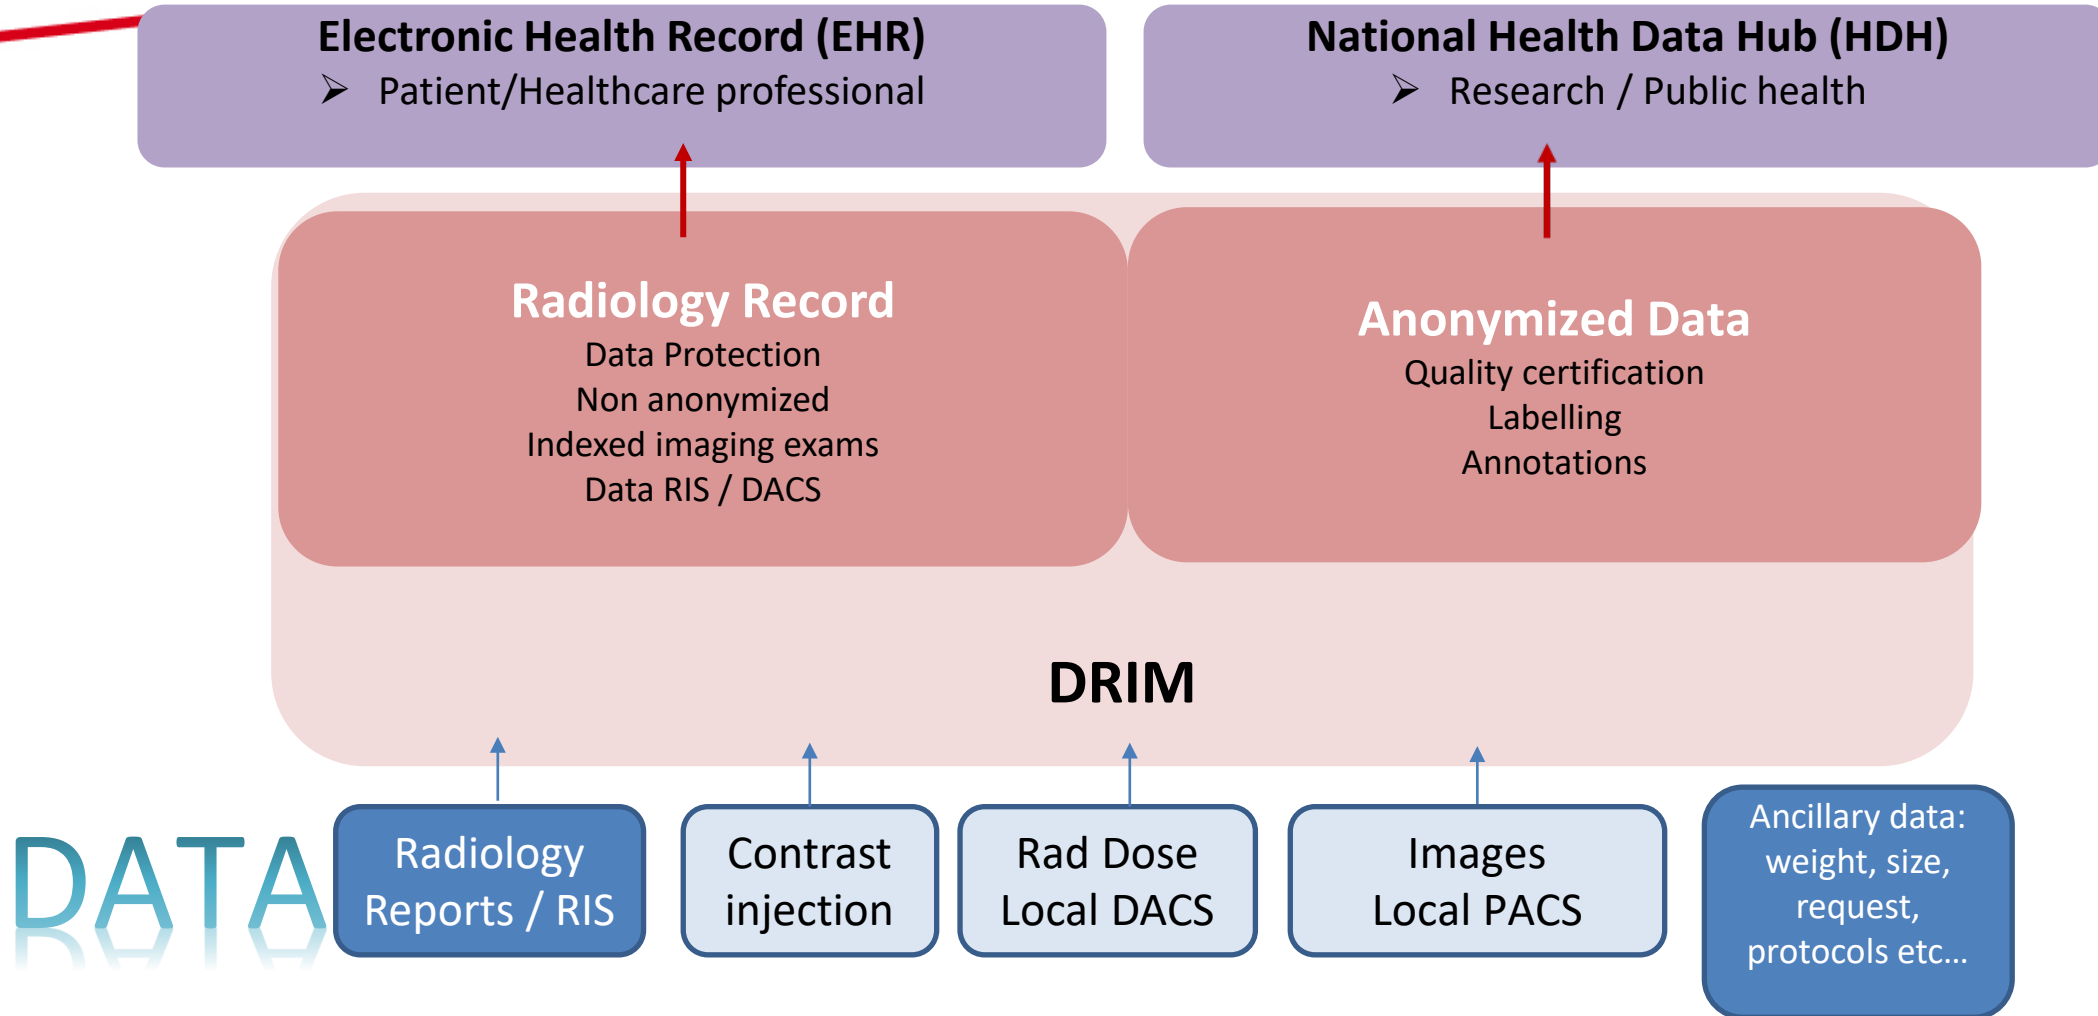 Electronic Health Record (EHR)
➢ Patient/Healthcare professional
National Health Data Hub (HDH)
➢ Research / Public health
Radiology Record
Data Protection
Non anonymized
Indexed imaging exams
Data RIS / DACS
Anonymized Data
Quality certification
Labelling
Annotations
DRIM
DATA
Radiology
Reports / RIS
Contrast
injection
Rad Dose
Local DACS
Images
Local PACS
Ancillary data:
weight, size,
request,
protocols etc...